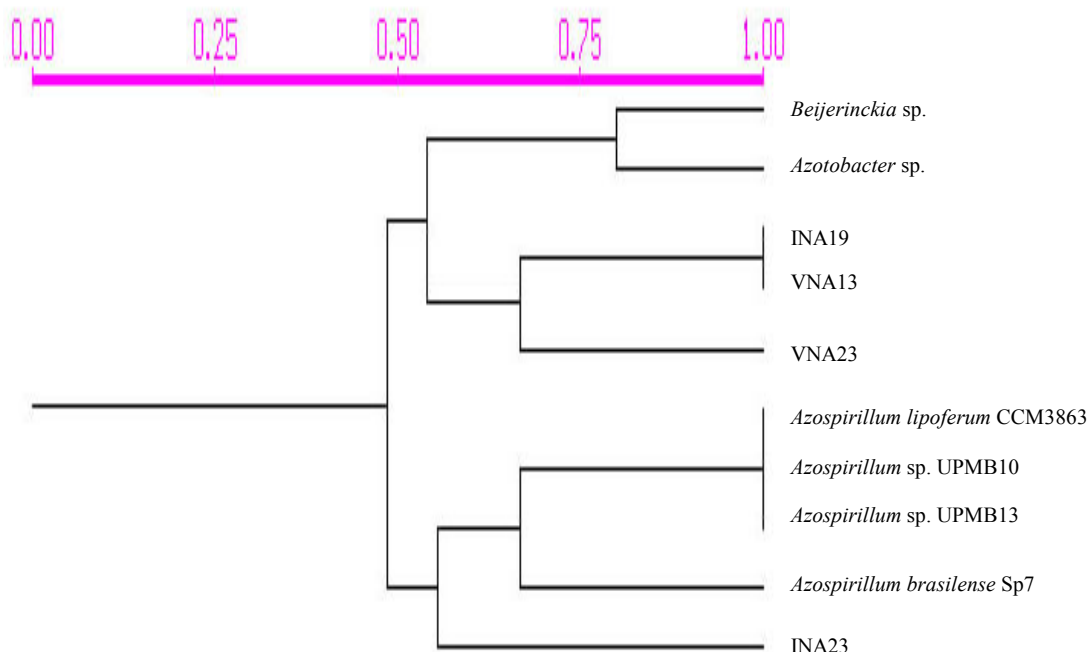 0.00 0.25 0.50 0.75 1.00
Beijerinckia sp.
Azotobacter sp.
INA19
VNA13
VNA23
Azospirillum lipoferum CCM3863
Azospirillum sp. UPMB10
Azospirillum sp. UPMB13
Azospirillum brasilense Sp7
INA23